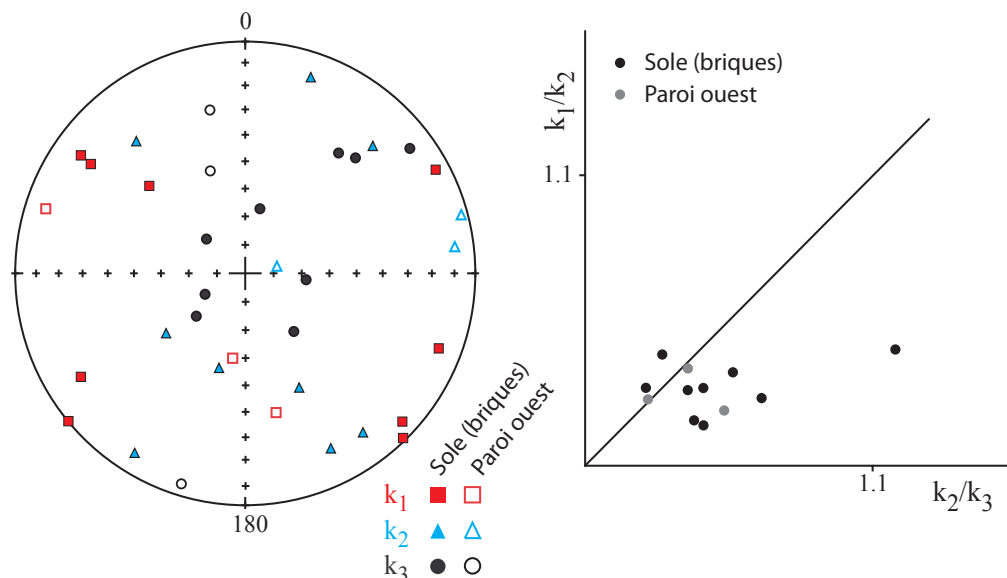 0
180
Sole (briques)
Paroi ouest
k1
k2
k3
k1/k2
Sole (briques)
Paroi ouest
1.1
1.1
k2/k3